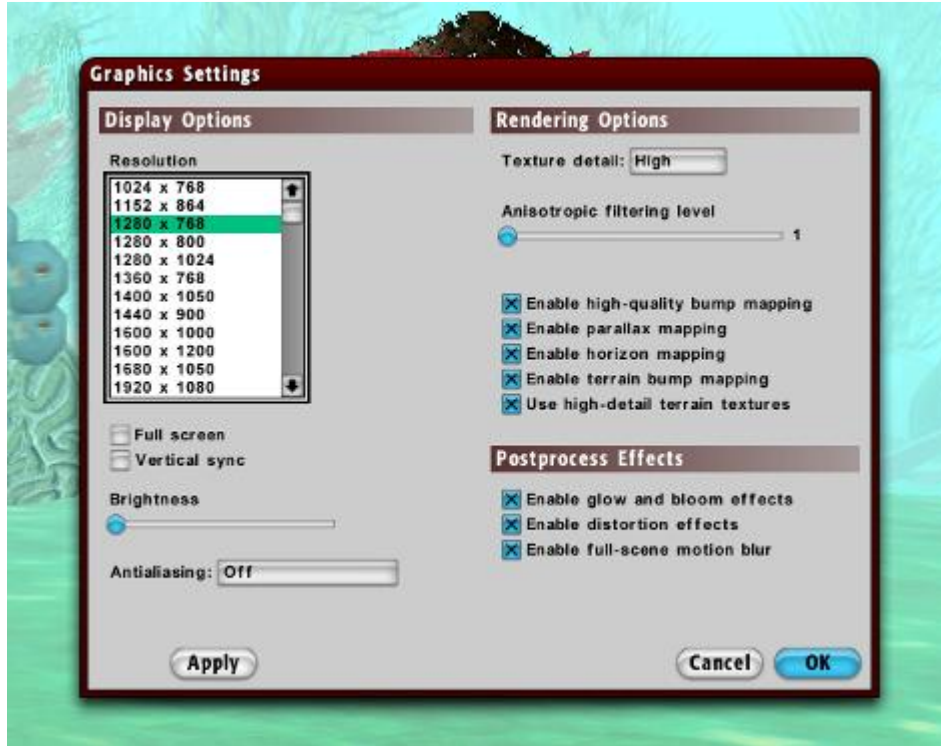 Graphics Settings
Display Options
Resolution
1024 x 768
1152 x 864
1280 x 768
1280 x 800
1280 x 1024
1360 x 768
1400 x 1050
1440 x 900
1600 x 1000
1600 x 1200
1680 x 1050
1920 x 1080
Full screen
Vertical sync
Brightness
Antialiasing: Off
Apply
Rendering Options
Texture detail: High
Anisotropic filtering level
1
Enable high-quality bump mapping
Enable parallax mapping
Enable horizon mapping
Enable terrain bump mapping
Use high-detail terrain textures
Postprocess Effects
Enable glow and bloom effects
Enable distortion effects
Enable full-scene motion blur
Cancel
OK